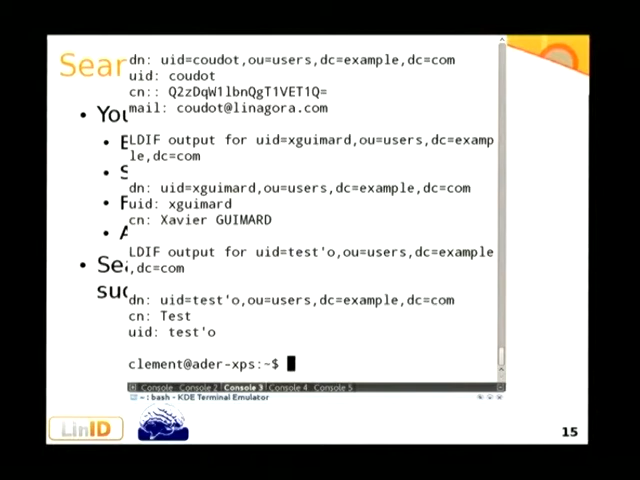 Sear
dn: uid=coudot,ou=users,dc=example,dc=com
uid: coudot
cn:: Q2zDqW1lbnQgT1VET1Q=
mail: coudot@linagora.com
• You
LDIF output for uid=xguimard,ou=users,dc=examp
le,dc=com
dn: uid=xguimard,ou=users,dc=example,dc=com
uid: xguimard
cn: Xavier GUIMARD
LDIF output for uid=test'o,ou=users,dc=example
,dc=com
• Sea
suc
dn: uid=test'o,ou=users,dc=example,dc=com
cn: Test
uid: test'o
clement@ader-xps:~$
Console Console 2 Console 3 Console 4 Console 5
~ : bash - KDE Terminal Emulator
LinID
15